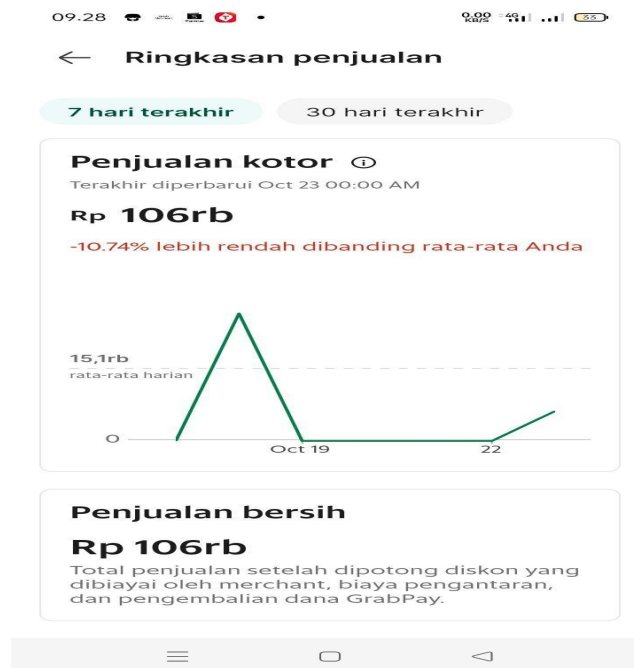 09.28
0.00 KB/S 4G 33
Ringkasan penjualan
7 hari terakhir
30 hari terakhir
Penjualan kotor
Terakhir diperbarui Oct 23 00:00 AM
Rp 106rb
-10.74% lebih rendah dibanding rata-rata Anda
15,1rb
rata-rata harian
0
Oct 19
22
Penjualan bersih
Rp 106rb
Total penjualan setelah dipotong diskon yang
dibiayai oleh merchant, biaya pengantaran,
dan pengembalian dana GrabPay.